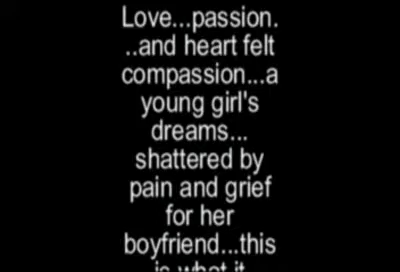 Love...passion.
..and heart felt
compassion...a
young girl's
dreams...
shattered by
pain and grief
for her
boyfriend...this
is what it